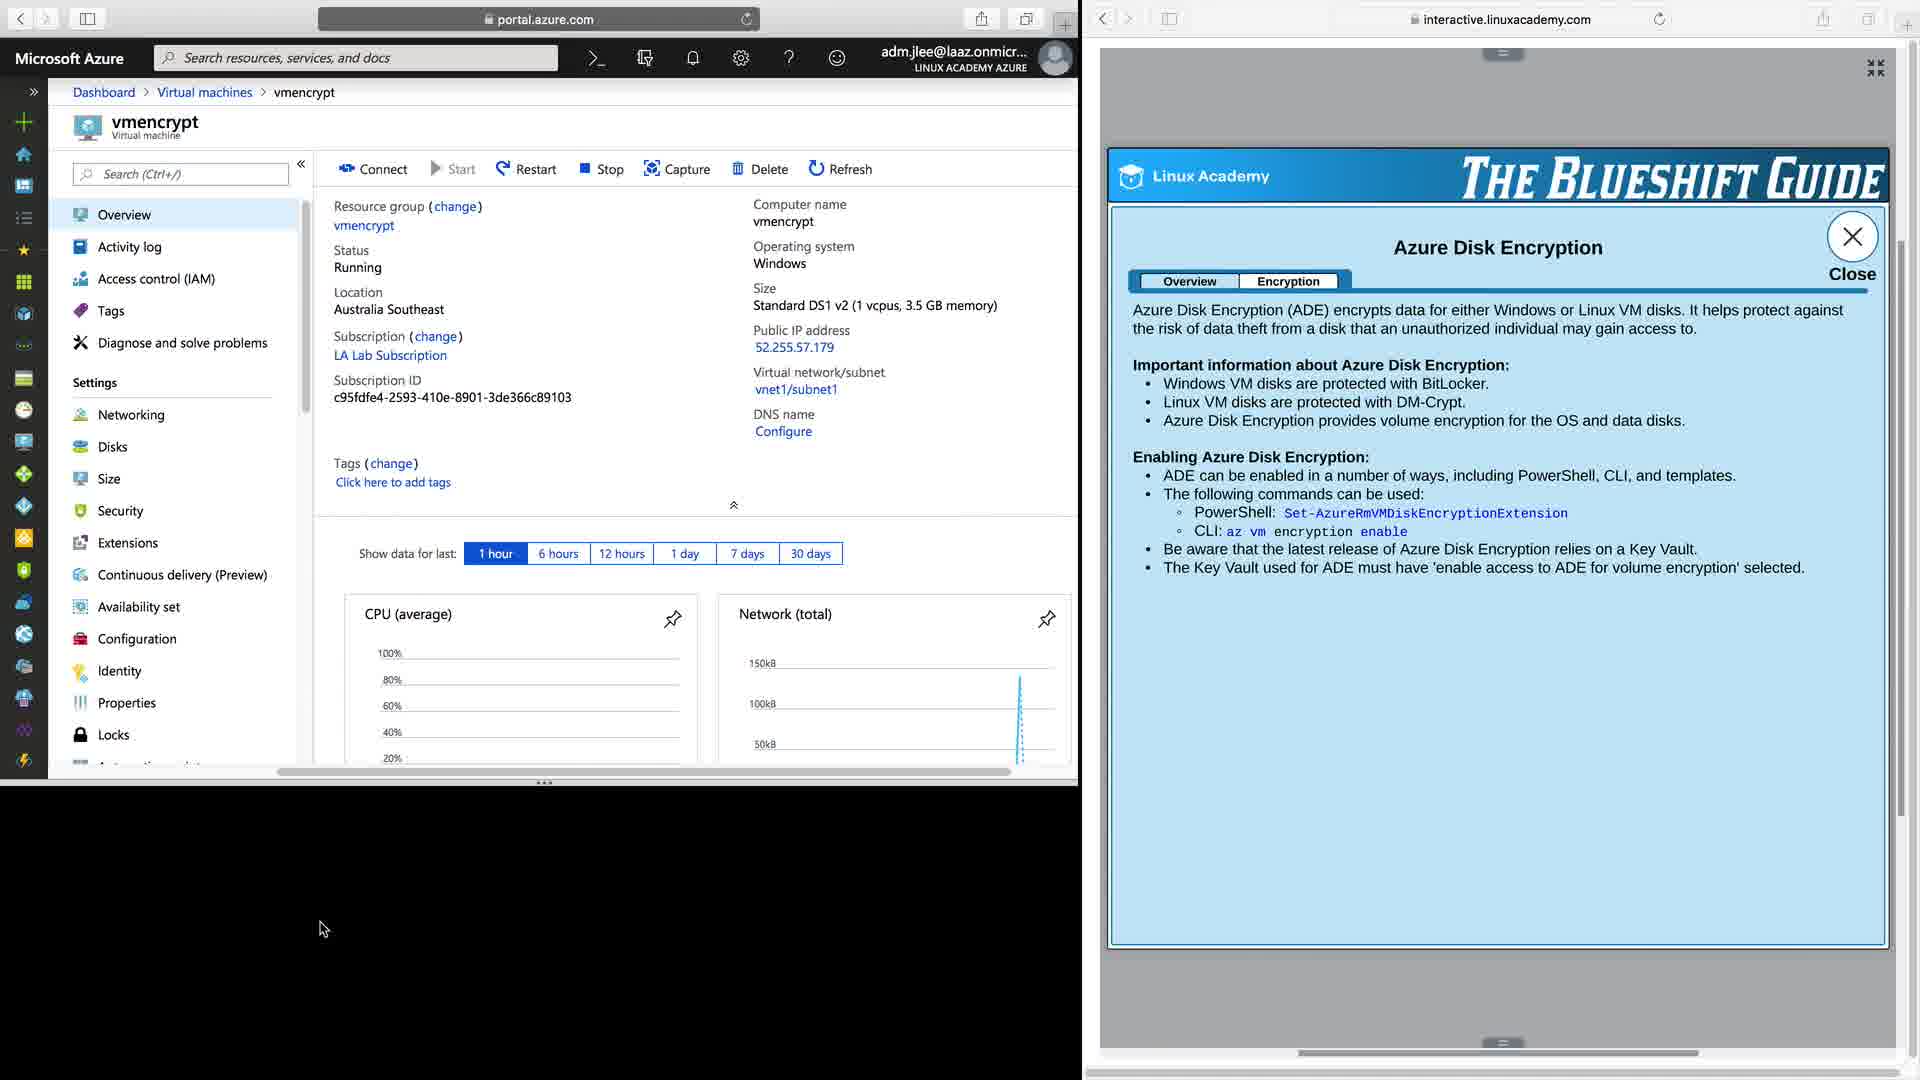 portal.azure.com
Microsoft Azure
Search resources, services, and docs
adm.jlee@laaz.onmicr...
LINUX ACADEMY AZURE
Dashboard > Virtual machines > vmencrypt
vmencrypt
Virtual machine
Search (Ctrl+/)
Overview
Activity log
Access control (IAM)
Tags
Diagnose and solve problems
Settings
Networking
Disks
Size
Security
Extensions
Continuous delivery (Preview)
Availability set
Configuration
Identity
Properties
Locks
Connect Start Restart Stop Capture Delete Refresh
Resource group (change)
vmencrypt
Status
Running
Location
Australia Southeast
Subscription (change)
LA Lab Subscription
Subscription ID
c95fdfe4-2593-410e-8901-3de366c89103
Computer name
vmencrypt
Operating system
Windows
Size
Standard DS1 v2 (1 vcpus, 3.5 GB memory)
Public IP address
52.255.57.179
Virtual network/subnet
vnet1/subnet1
DNS name
Configure
Tags (change)
Click here to add tags
Show data for last: 1 hour 6 hours 12 hours 1 day 7 days 30 days
CPU (average)
100%
80%
60%
40%
20%
Network (total)
150kB
100kB
50kB
interactive.linuxacademy.com
Linux Academy
THE BLUESHIFT GUIDE
Azure Disk Encryption
Close
Overview Encryption
Azure Disk Encryption (ADE) encrypts data for either Windows or Linux VM disks. It helps protect against
the risk of data theft from a disk that an unauthorized individual may gain access to.
Important information about Azure Disk Encryption:
• Windows VM disks are protected with BitLocker.
• Linux VM disks are protected with DM-Crypt.
• Azure Disk Encryption provides volume encryption for the OS and data disks.
Enabling Azure Disk Encryption:
• ADE can be enabled in a number of ways, including PowerShell, CLI, and templates.
• The following commands can be used:
◦ PowerShell: Set-AzureRmVMDiskEncryptionExtension
◦ CLI: az vm encryption enable
• Be aware that the latest release of Azure Disk Encryption relies on a Key Vault.
• The Key Vault used for ADE must have 'enable access to ADE for volume encryption' selected.